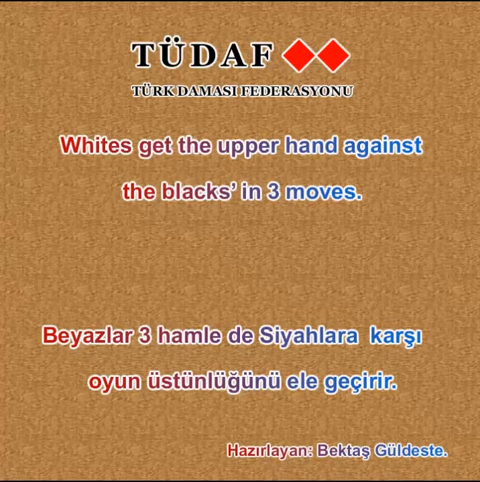 TÜDAF
TÜRK DAMASI FEDERASYONU
Whites get the upper hand against
the blacks’ in 3 moves.
Beyazlar 3 hamle de Siyahlara karşı
oyun üstünlüğünü ele geçirir.
Hazırlayan: Bektaş Güldeste.